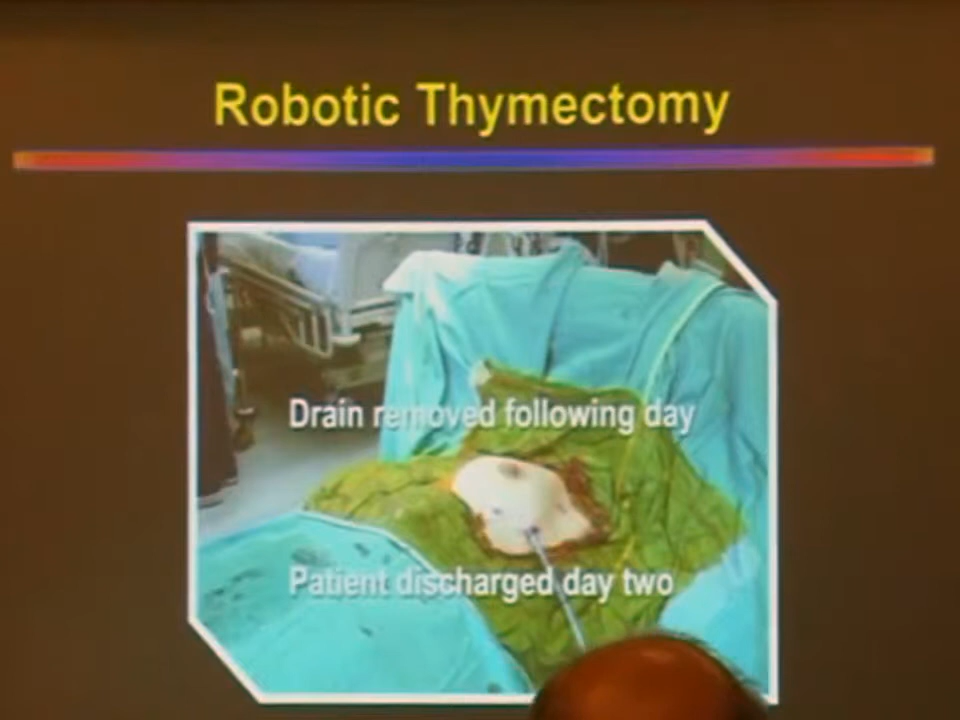 Robotic Thymectomy
Drain removed following day
Patient discharged day two